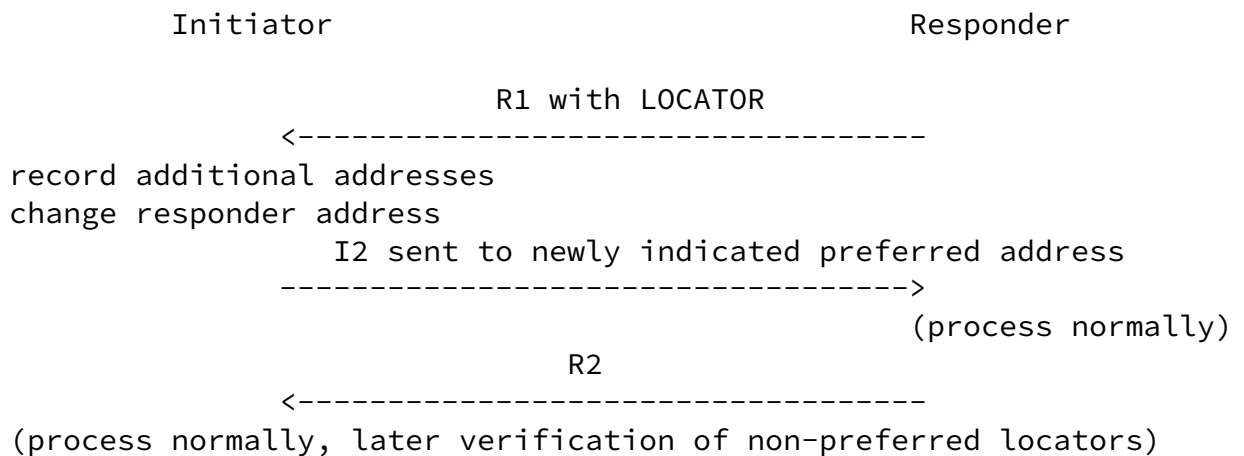 Initiator                                Responder
R1 with LOCATOR
<-----------------------------------
record additional addresses
change responder address
I2 sent to newly indicated preferred address
----------------------------------->
(process normally)
R2
<-----------------------------------
(process normally, later verification of non-preferred locators)